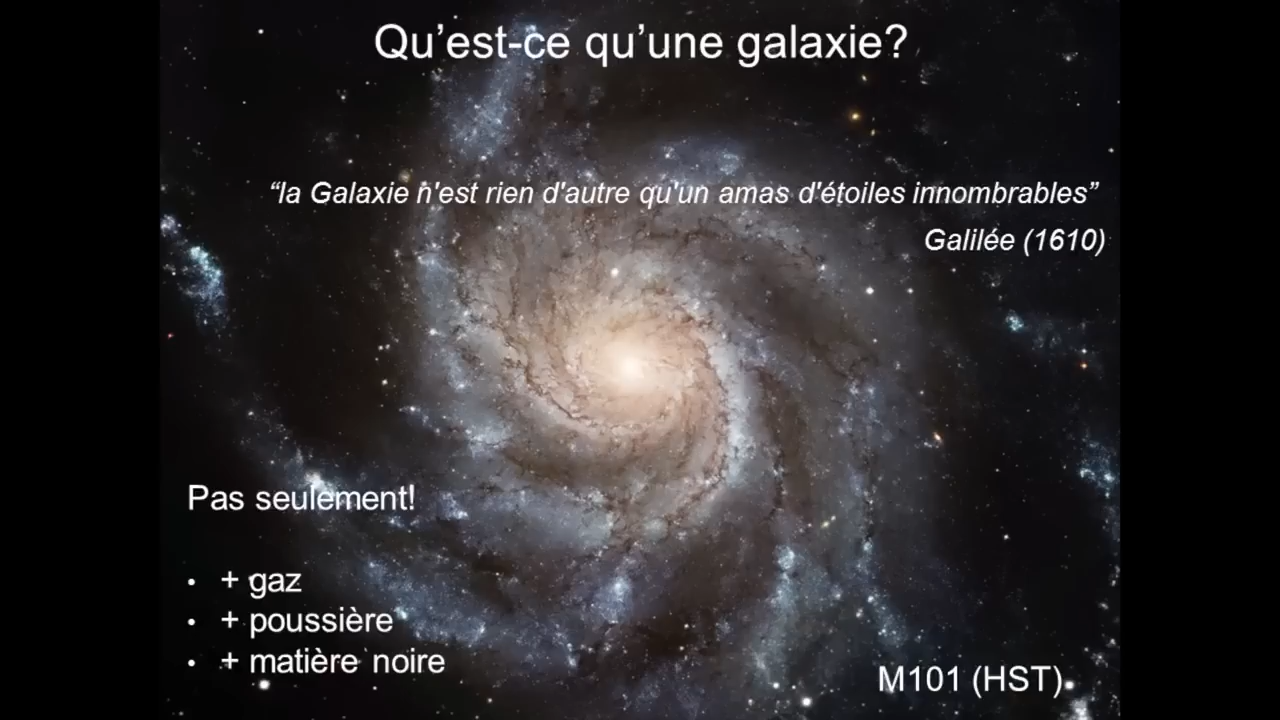 Qu’est-ce qu’une galaxie?
“la Galaxie n'est rien d'autre qu'un amas d'étoiles innombrables”
Galilée (1610)
Pas seulement!
• + gaz
• + poussière
• + matière noire
M101 (HST)